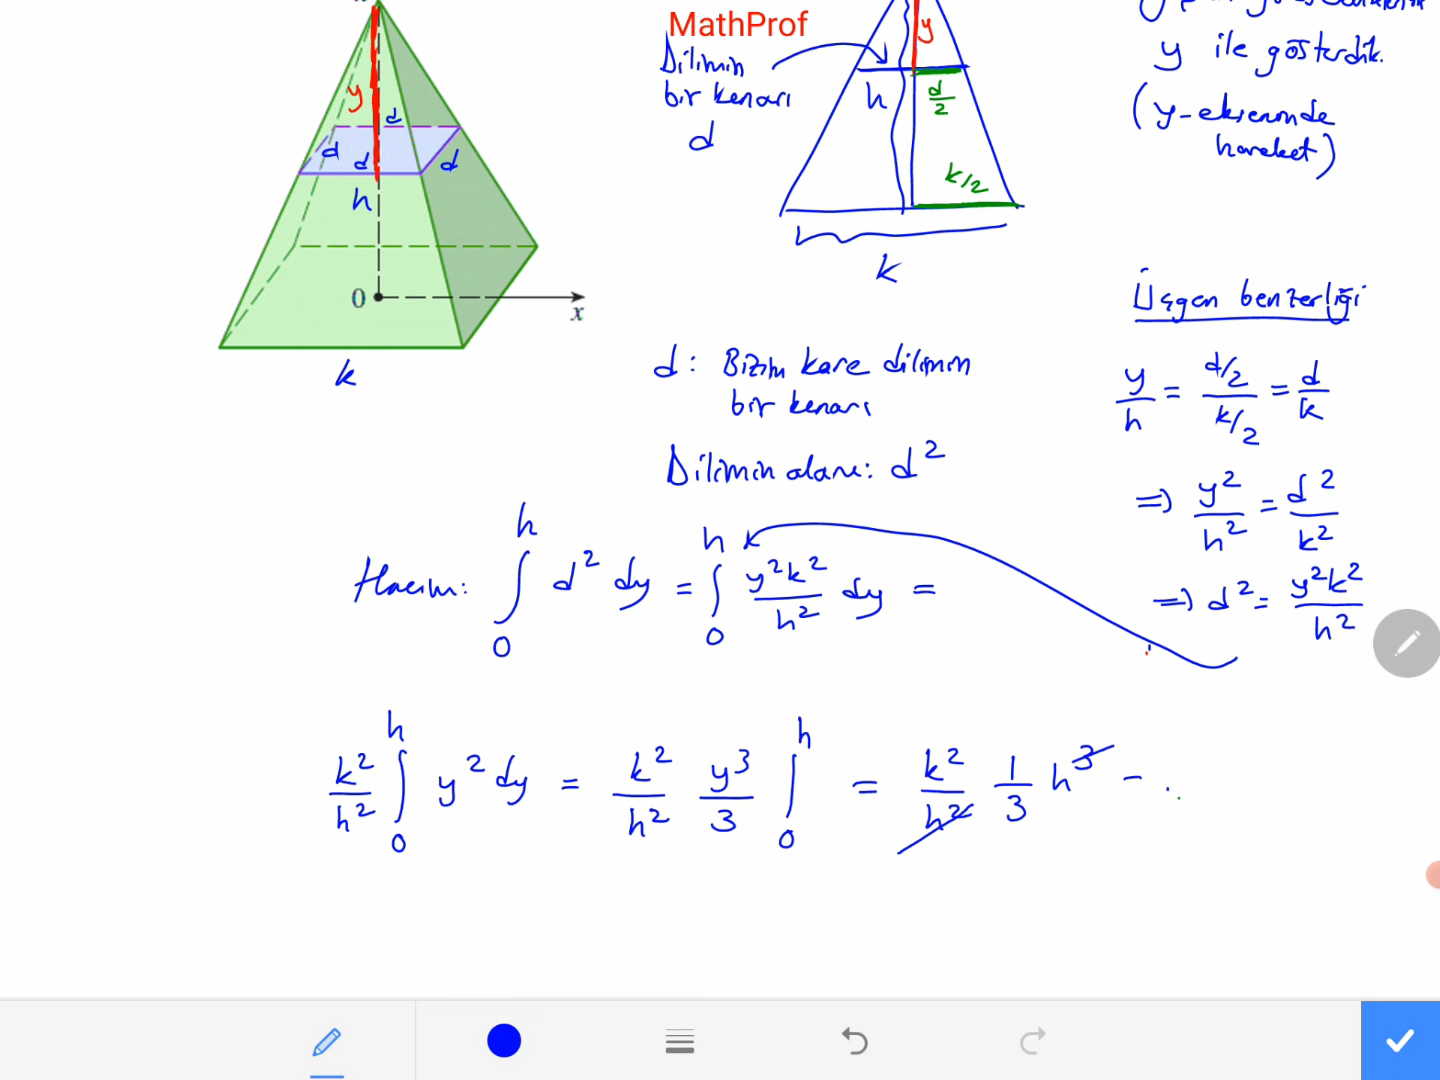 MathProf
Dilimin
bir kenarı
d
y
h
d/2
k/2
k
y ile gösterdik.
(y-ekseninde
hareket)
y
d
d
d
d
h
0
x
k
Üçgen benzerliği
y/h = (d/2)/(k/2) = d/k
=> y²/h² = d²/k²
=> d² = y²k²/h²
d: Bizim kare dilimin
bir kenarı
Dilimin alanı: d²
Hacim: ∫₀ʰ d² dy = ∫₀ʰ y²k²/h² dy =
k²/h² ∫₀ʰ y² dy = k²/h² y³/3 |₀ʰ = k²/h² 1/3 h³ -